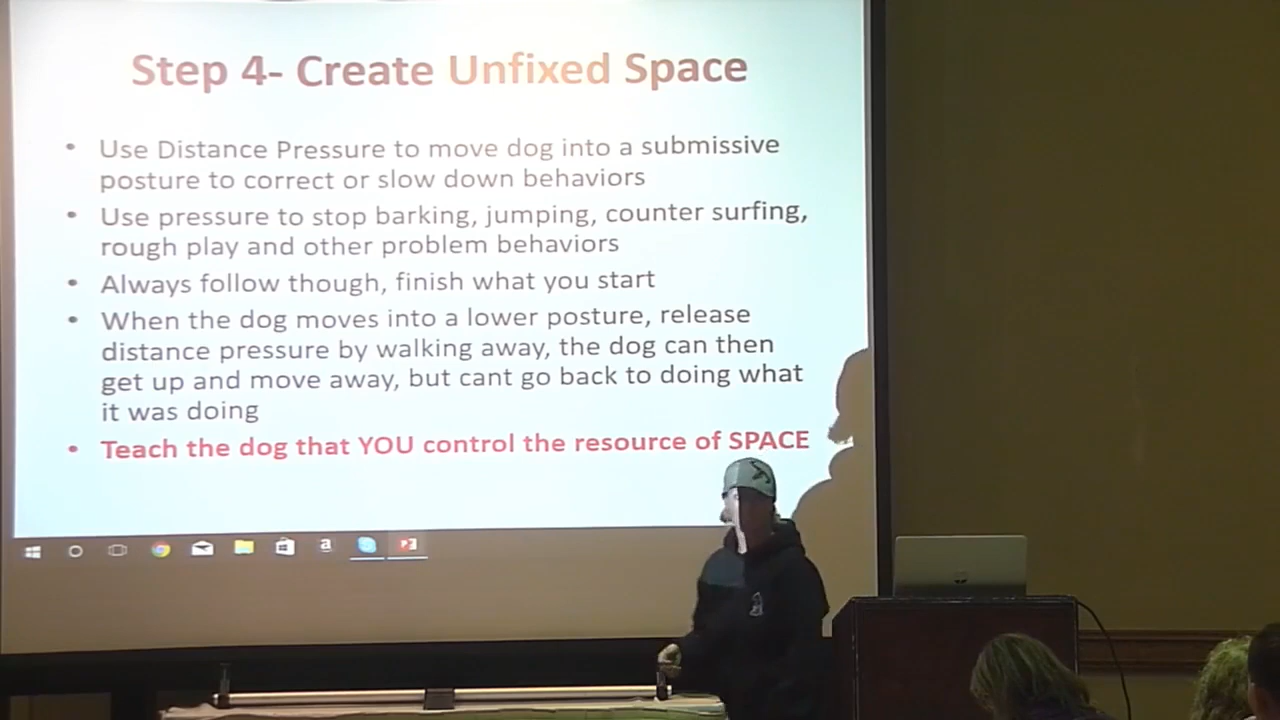 Step 4- Create Unfixed Space
• Use Distance Pressure to move dog into a submissive
posture to correct or slow down behaviors
• Use pressure to stop barking, jumping, counter surfing,
rough play and other problem behaviors
• Always follow though, finish what you start
• When the dog moves into a lower posture, release
distance pressure by walking away, the dog can then
get up and move away, but cant go back to doing what
it was doing
• Teach the dog that YOU control the resource of SPACE